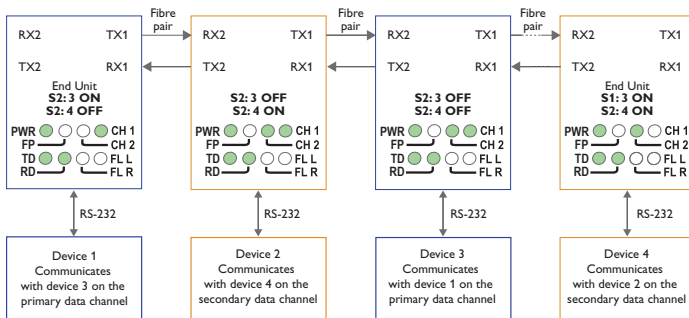 Fibre pair
Fibre pair
Fibre pair
RX2 TX1
TX2 RX1
End Unit
S2: 3 ON
S2: 4 OFF
PWR CH 1
FP CH 2
TD FL L
RD FL R
RX2 TX1
TX2 RX1
S2: 3 OFF
S2: 4 ON
PWR CH 1
FP CH 2
TD FL L
RD FL R
RX2 TX1
TX2 RX1
S2: 3 OFF
S2: 4 OFF
PWR CH 1
FP CH 2
TD FL L
RD FL R
RX2 TX1
TX2 RX1
End Unit
S1: 3 ON
S2: 4 ON
PWR CH 1
FP CH 2
TD FL L
RD FL R
RS-232
RS-232
RS-232
RS-232
Device 1
Communicates
with device 3 on the
primary data channel
Device 2
Communicates
with device 4 on the
secondary data channel
Device 3
Communicates
with device 1 on the
primary data channel
Device 4
Communicates
with device 2 on the
secondary data channel